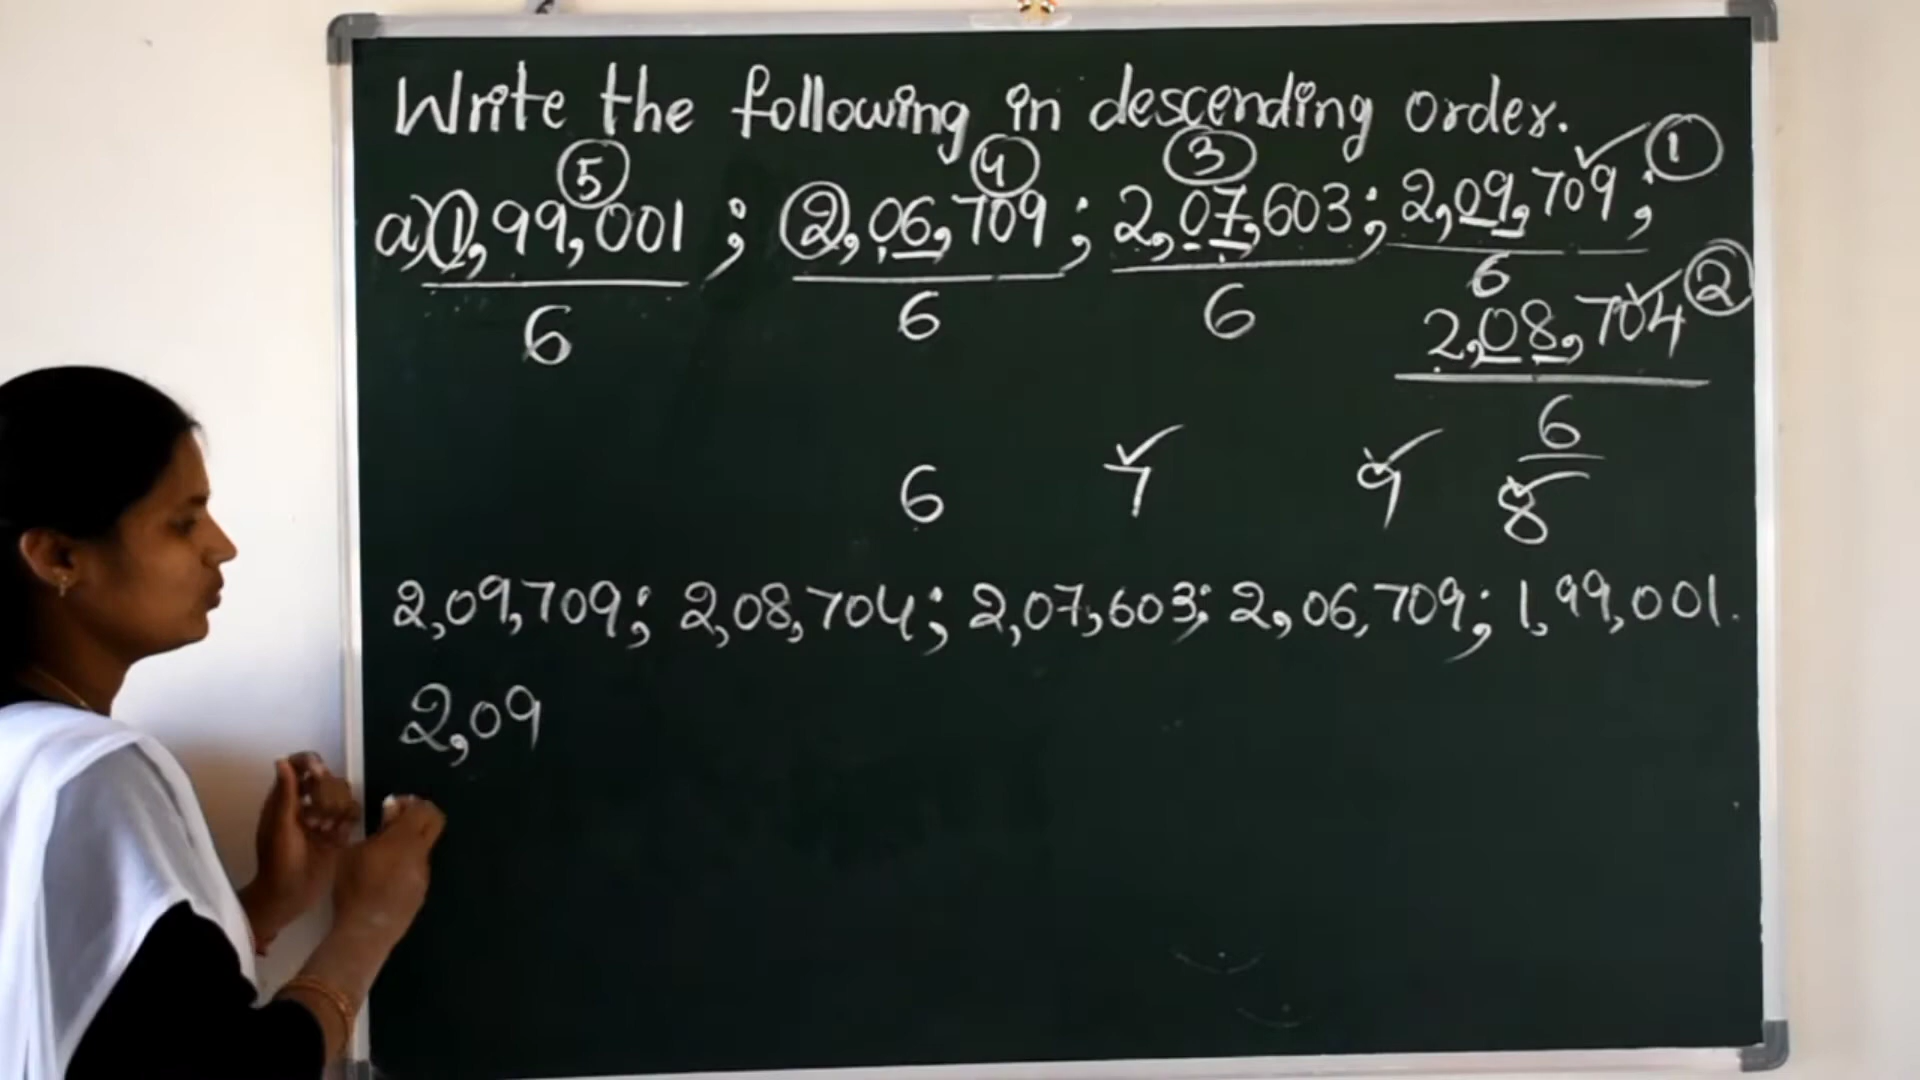 Write the following in descending order.
5 4 3 1
a) 1,99,001 ; 2,06,709 ; 2,07,603 ; 2,09,709 ;
6 6 6 6
2,08,704 2
6
6 7 9 8
2,09,709; 2,08,704; 2,07,603; 2,06,709; 1,99,001.
2,09